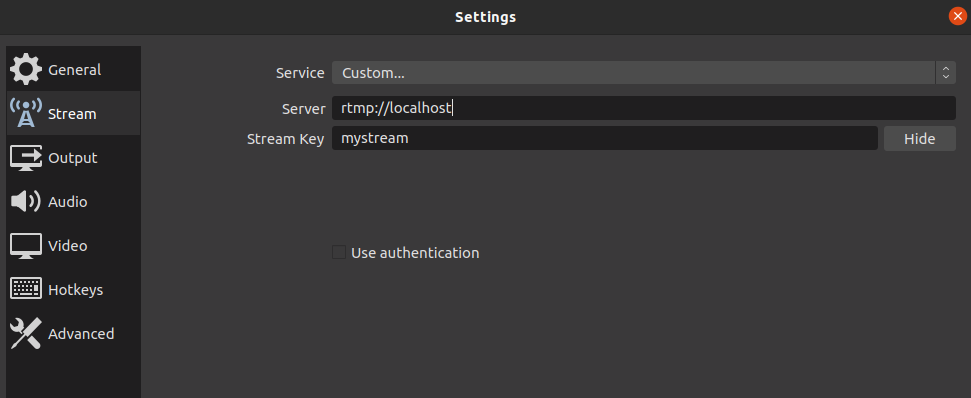 Settings
General
Stream
Output
Audio
Video
Hotkeys
Advanced
Service Custom...
Server rtmp://localhost
Stream Key mystream Hide
Use authentication